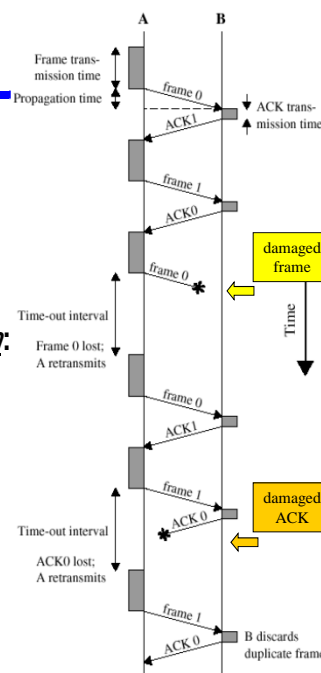 A B
Frame trans-
mission time
Propagation time
frame 0
ACK trans-
mission time
ACK1
frame 1
ACK0
damaged
frame
frame 0
Time-out interval
Time
y:
Frame 0 lost;
A retransmits
frame 0
ACK1
frame 1
damaged
ACK
ACK 0
Time-out interval
ACK0 lost;
A retransmits
frame 1
B discards
duplicate frame
ACK 0